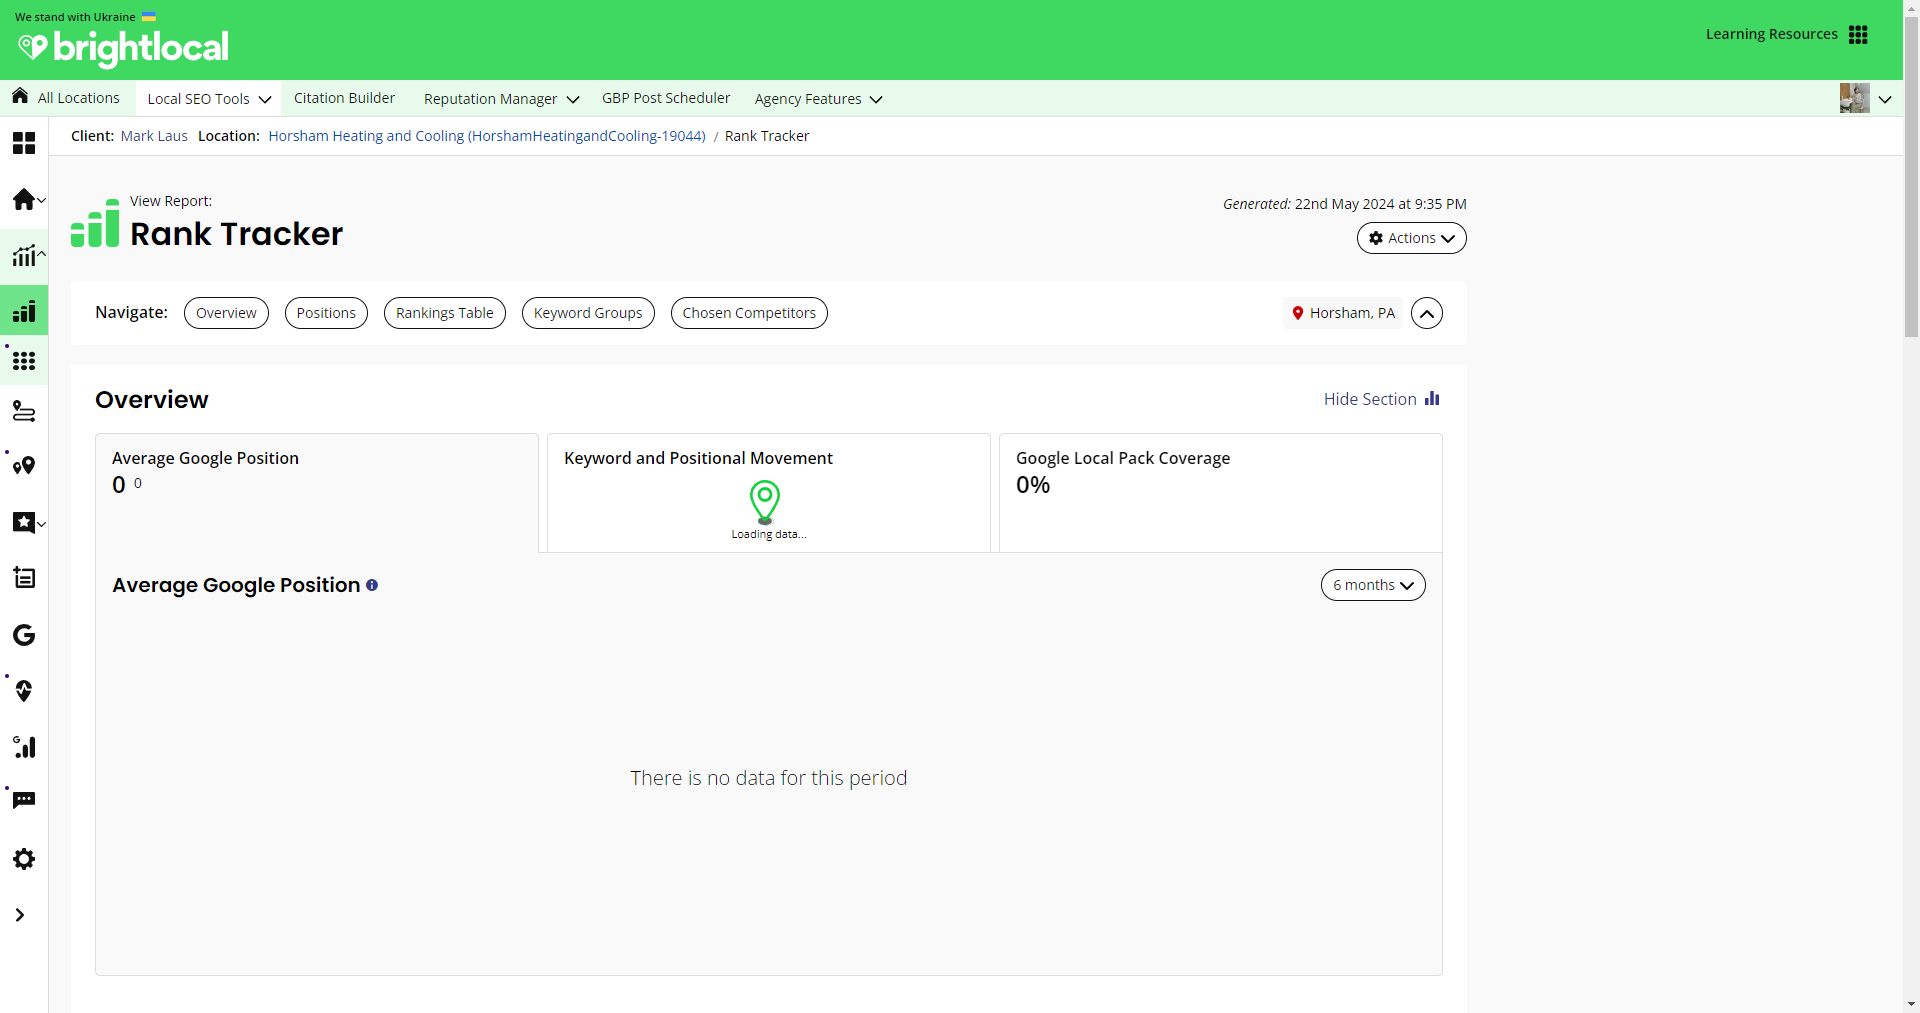 We stand with Ukraine
brightlocal
Learning Resources
All Locations
Local SEO Tools
Citation Builder
Reputation Manager
GBP Post Scheduler
Agency Features
Client: Mark Laus Location: Horsham Heating and Cooling (HorshamHeatingandCooling-19044) / Rank Tracker
View Report:
Rank Tracker
Generated: 22nd May 2024 at 9:35 PM
Actions
Navigate:
Overview
Positions
Rankings Table
Keyword Groups
Chosen Competitors
Horsham, PA
Overview
Hide Section
Average Google Position
0 0
Keyword and Positional Movement
Loading data...
Google Local Pack Coverage
0%
Average Google Position
6 months
There is no data for this period